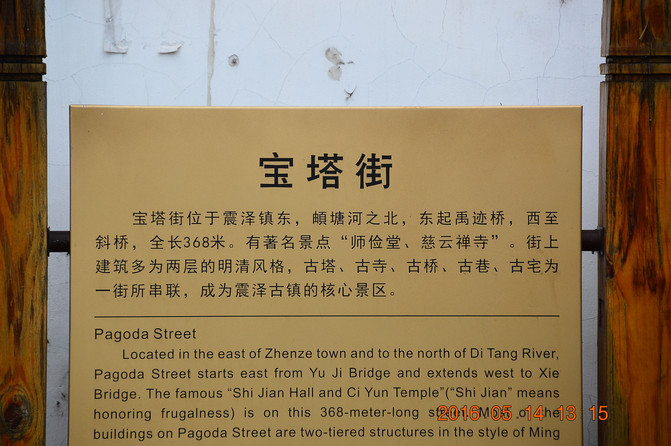 宝塔街
宝塔街位于震泽镇东，頔塘河之北，东起禹迹桥，西至
斜桥，全长368米。有著名景点“师俭堂、慈云禅寺”。街上
建筑多为两层的明清风格，古塔、古寺、古桥、古巷、古宅为
一街所串联，成为震泽古镇的核心景区。
Pagoda Street
Located in the east of Zhenze town and to the north of Di Tang River,
Pagoda Street starts east from Yu Ji Bridge and extends west to Xie
Bridge. The famous “Shi Jian Hall and Ci Yun Temple”(“Shi Jian” means
honoring frugalness) is on this 368-meter-long street. Most of the
buildings on Pagoda Street are two-tiered structures in the style of Ming
2016 05 14 13 15